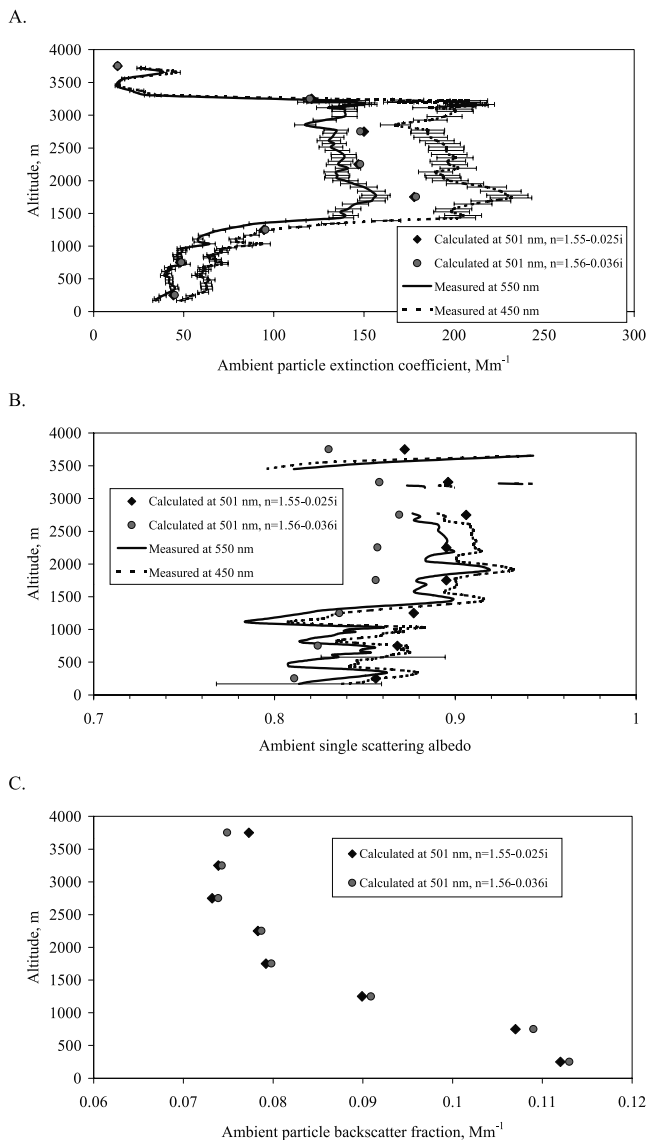 A.
4000
3500
3000
2500
2000
1500
1000
500
0
Altitude, m
Calculated at 501 nm, n=1.55-0.025i
Calculated at 501 nm, n=1.56-0.036i
Measured at 550 nm
Measured at 450 nm
0 50 100 150 200 250 300
Ambient particle extinction coefficient, Mm-1
B.
4000
3500
3000
2500
2000
1500
1000
500
0
Altitude, m
Calculated at 501 nm, n=1.55-0.025i
Calculated at 501 nm, n=1.56-0.036i
Measured at 550 nm
Measured at 450 nm
0.7 0.8 0.9 1
Ambient single scattering albedo
C.
4000
3500
3000
2500
2000
1500
1000
500
0
Altitude, m
Calculated at 501 nm, n=1.55-0.025i
Calculated at 501 nm, n=1.56-0.036i
0.06 0.07 0.08 0.09 0.1 0.11 0.12
Ambient particle backscatter fraction, Mm-1